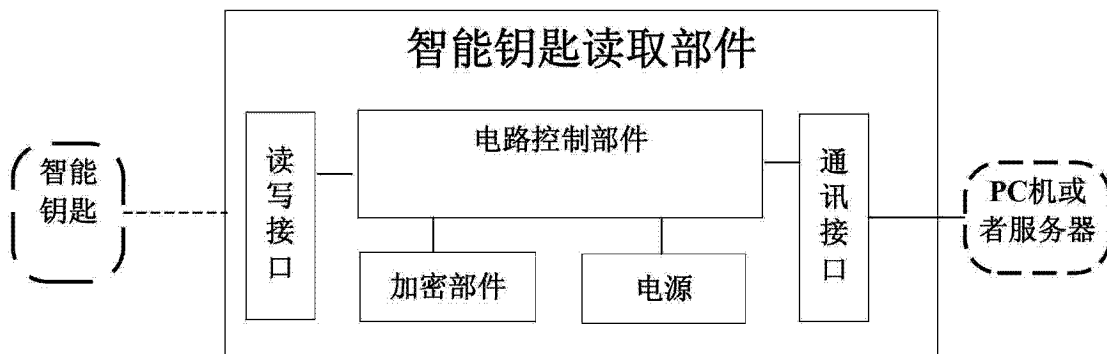 智能钥匙读取部件
智能
钥匙
读
写
接
口
电路控制部件
加密部件
电源
通
讯
接
口
PC机或
者服务器